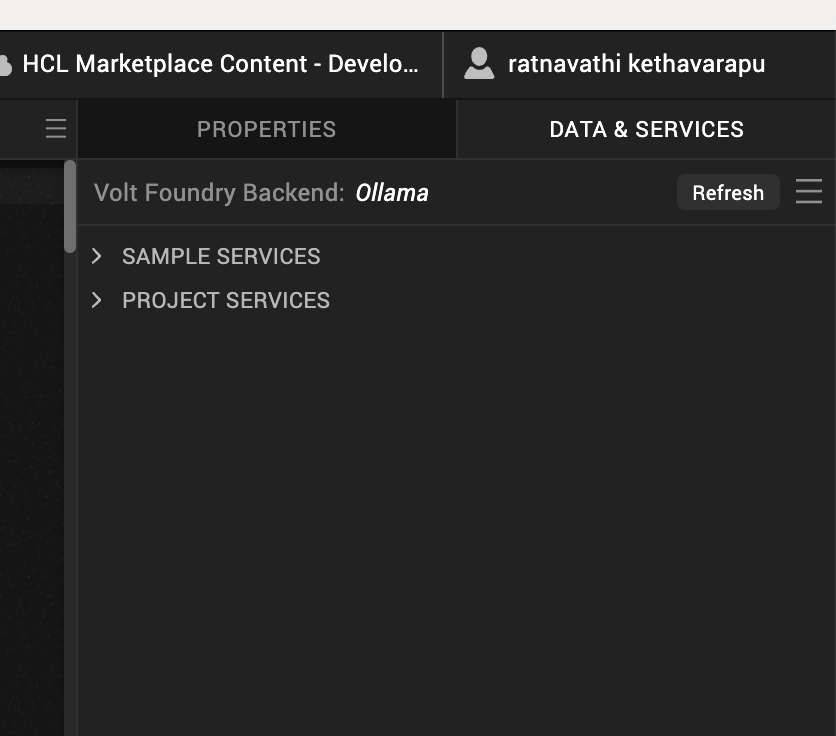 HCL Marketplace Content - Develo...
ratnavathi kethavarapu
PROPERTIES
DATA & SERVICES
Volt Foundry Backend: Ollama
Refresh
SAMPLE SERVICES
PROJECT SERVICES